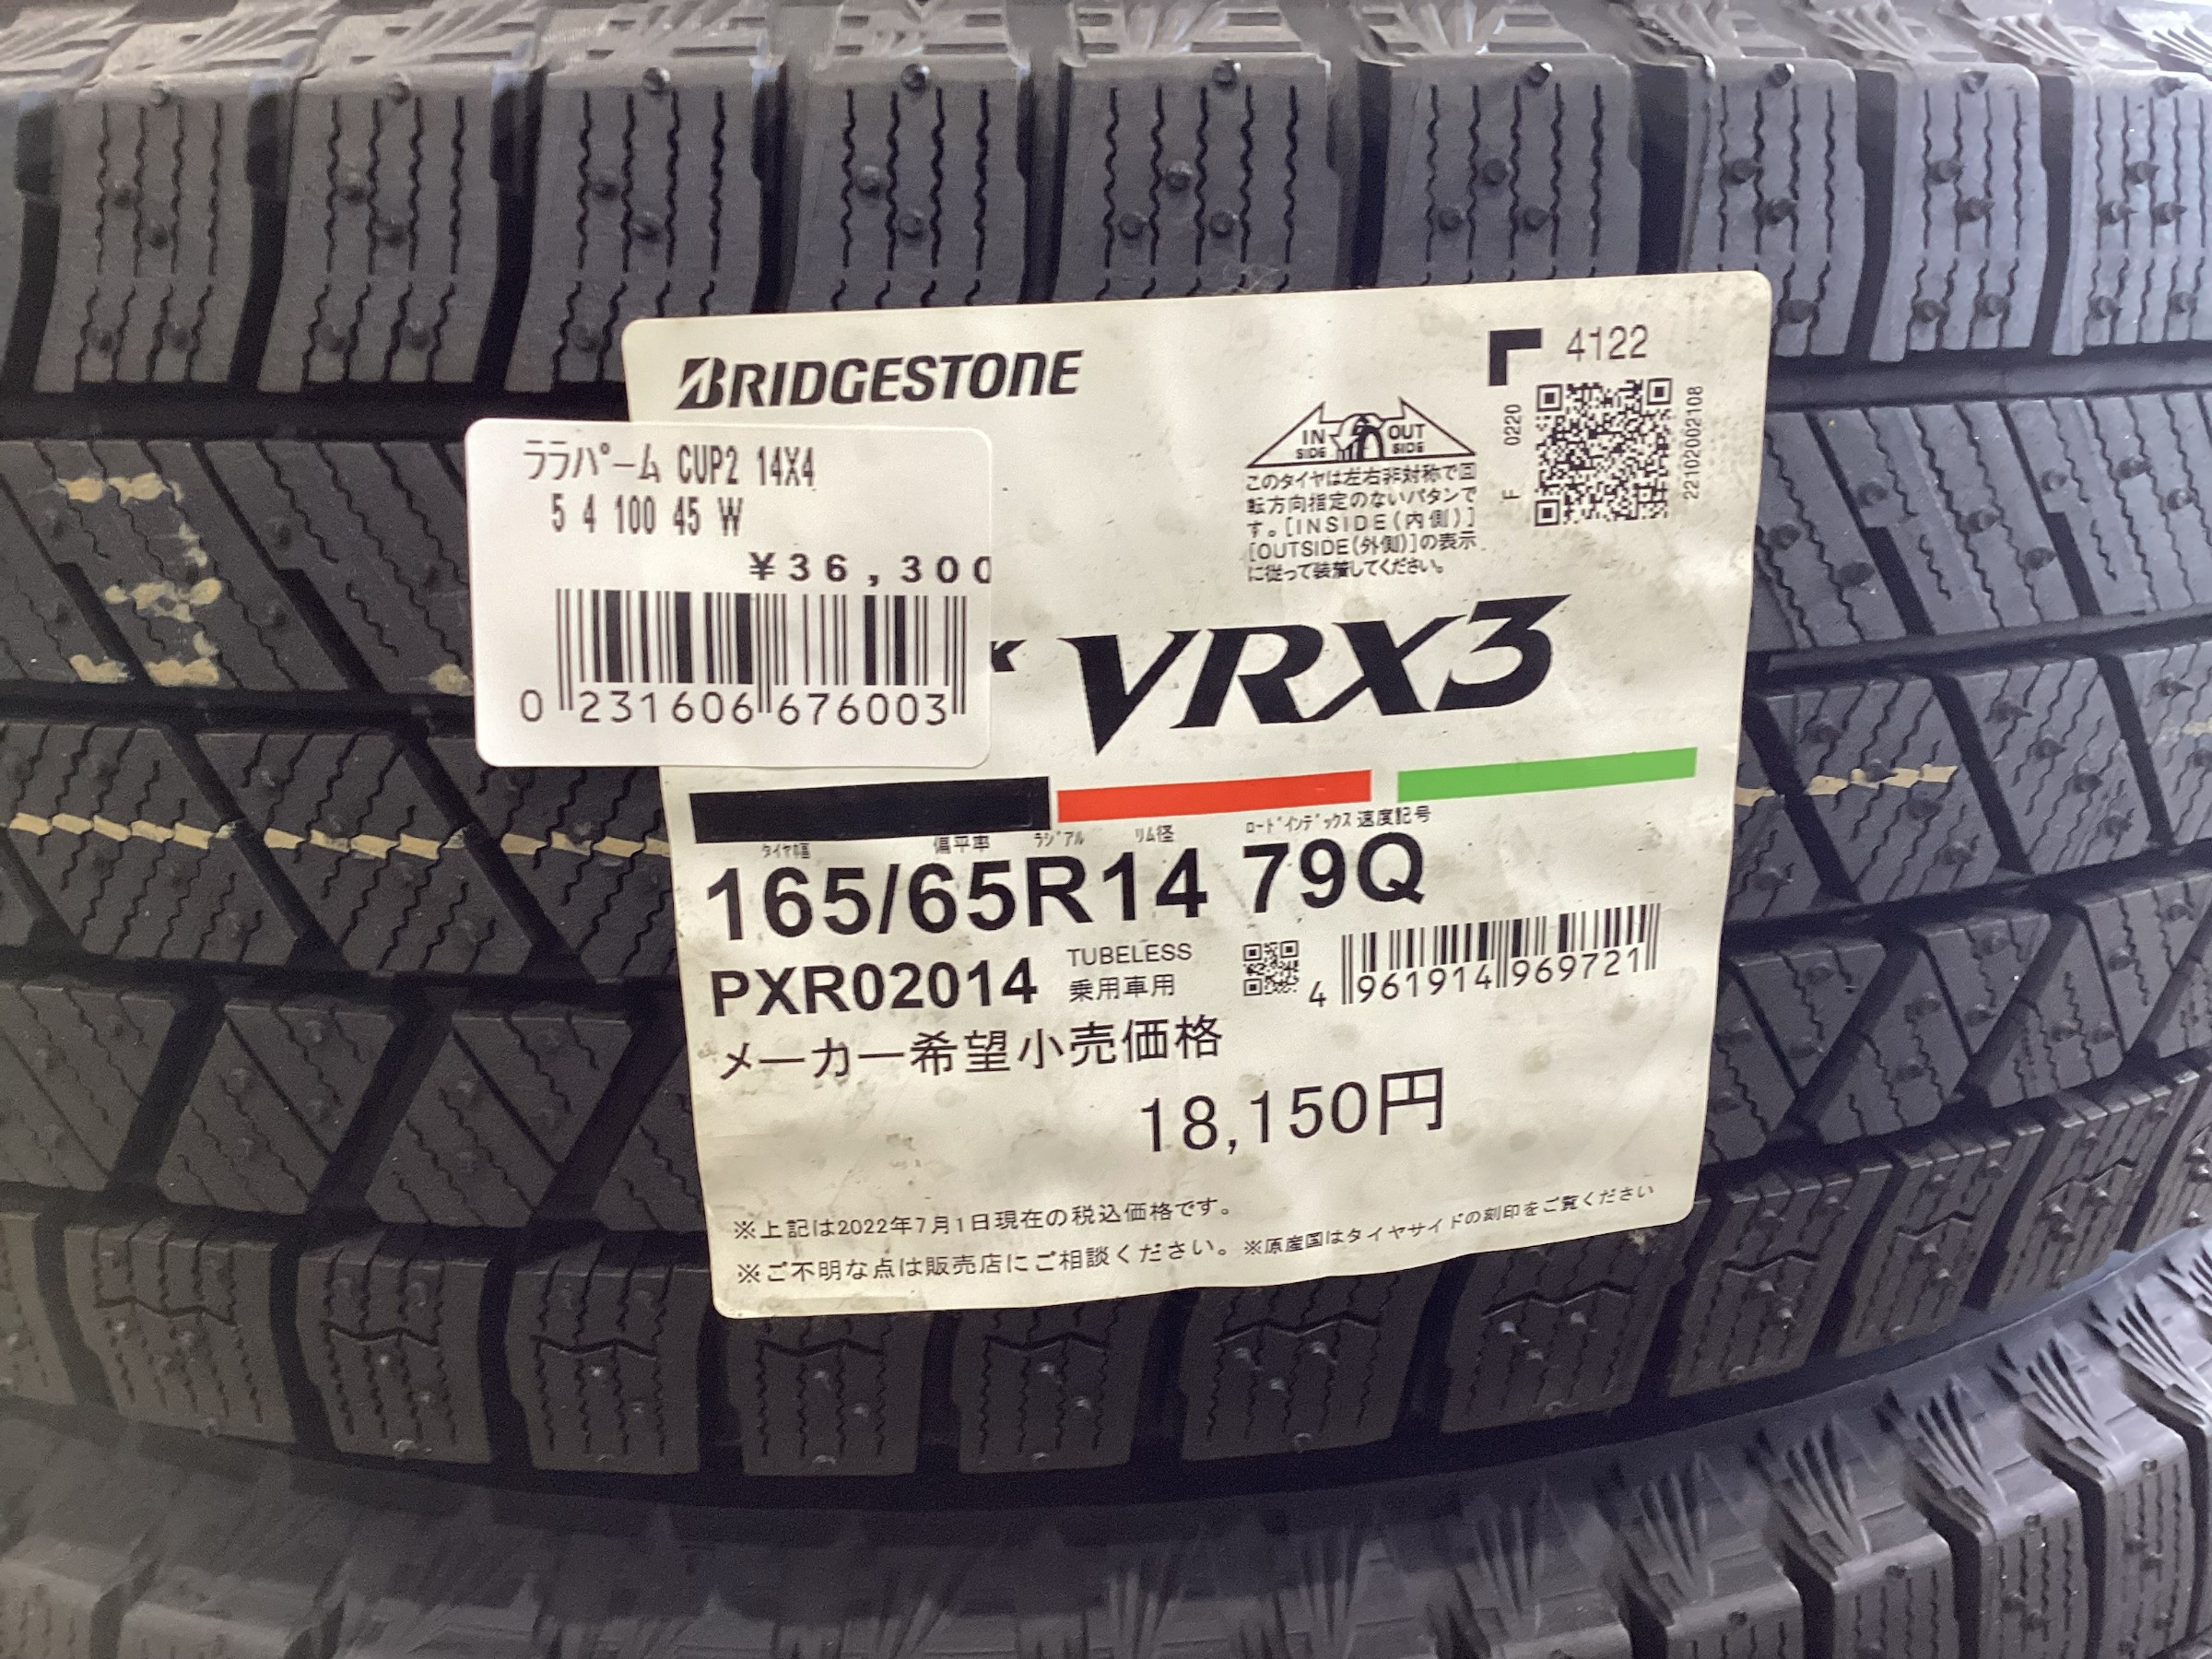 BRIDGESTONE
4122
F 0220
22102002108
IN SIDE
OUT SIDE
このタイヤは左右非対称で回
転方向指定のないパタンで
す。[INSIDE(内側)]
[OUTSIDE(外側)]の表示
に従って装着してください。
ララパーム CUP2 14X4
5 4 100 45 W
¥36,300
0 231606 676003
VRX3
タイヤ幅 偏平率 ラジアル リム径 ロードインデックス 速度記号
165/65R14 79Q
PXR02014
TUBELESS
乗用車用
4 961914 969721
メーカー希望小売価格
18,150円
※上記は2022年7月1日現在の税込価格です。
※ご不明な点は販売店にご相談ください。※原産国はタイヤサイドの刻印をご覧ください